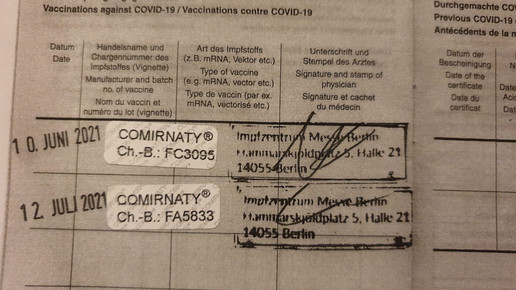 Vaccinations against COVID-19 / Vaccinations contre COVID-19
Durchgemachte COV
Previous COVID-19
Antécédents de la m
Datum
Date
Handelsname und
Chargennummer des
Impfstoffes (Vignette)
Manufacturer and batch
no. of vaccine
Nom du vaccin et
numéro du lot (vignette)
Art des Impfstoffs
(z.B. mRNA, Vektor etc.)
Type of vaccine
(e.g. mRNA, vector etc.)
Type de vaccin (par ex.
mRNA, vectorisé etc.)
Unterschrift und
Stempel des Arztes
Signature and stamp of
physician
Signature et cachet
du médecin
Datum der
Bescheinigung
Date of the
certificate
Date du
certificat
10. JUNI 2021
COMIRNATY®
Ch.-B.: FC3095
Impfzentrum Messe Berlin
Hammarskjöldplatz 5, Halle 21
14055 Berlin
12. JULI 2021
COMIRNATY®
Ch.-B.: FA5833
Impfzentrum Messe Berlin
Hammarskjöldplatz 5, Halle 21
14055 Berlin